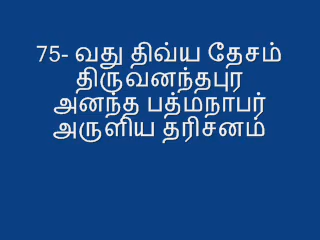 75- வது திவ்ய தேசம்
திருவனந்தபுர
அனந்த பத்மநாபர்
அருளிய தரிசனம்